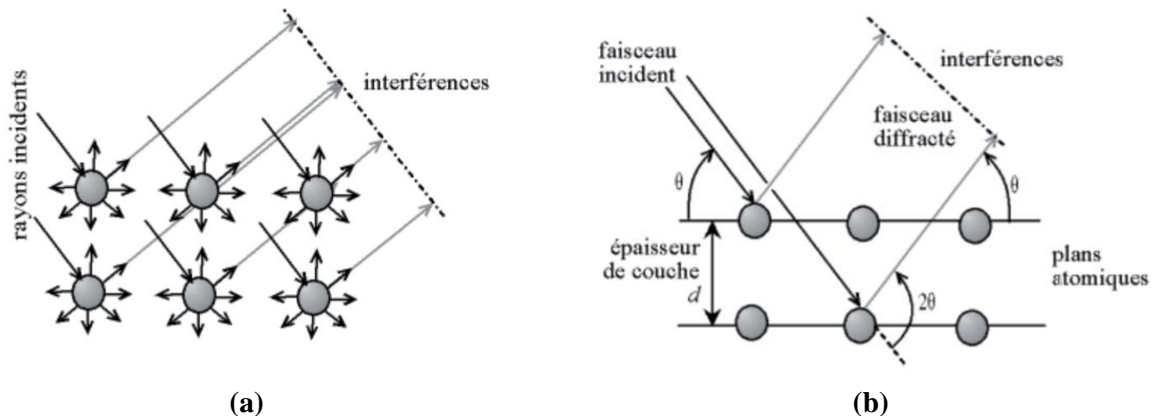 rayons incidents
interférences
(a)
faisceau
incident
interférences
faisceau
diffracté
θ
θ
épaisseur
de couche
d
plans
atomiques
2θ
(b)